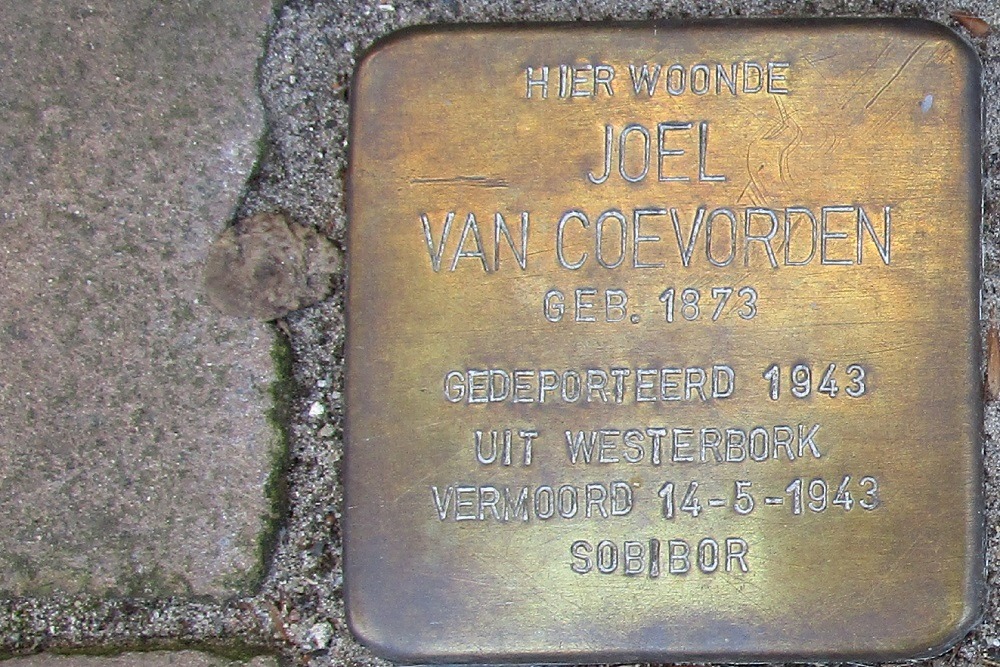 HIER WOONDE
JOEL
VAN COEVORDEN
GEB. 1873
GEDEPORTEERD 1943
UIT WESTERBORK
VERMOORD 14-5-1943
SOBIBOR